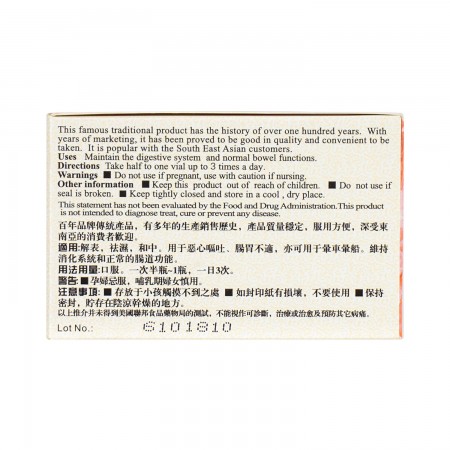 This famous traditional product has the history of over one hundred years. With
years of marketing, it has been proved to be good in quality and convenient to be
taken. It is popular with the South East Asian customers.
Uses Maintain the digestive system and normal bowel functions.
Directions Take half to one vial up to 3 times a day.
Warnings ■ Do not use if pregnant, use with caution if nursing.
Other information ■ Keep this product out of reach of children. ■ Do not use if
seal is broken. ■ Keep tightly closed and store in a cool , dry place.
This statement has not been evaluated by the Food and Drug Administration.This product
is not intended to diagnose treat, cure or prevent any disease.
百年品牌傳統產品，有多年的生產銷售歷史，產品質量穩定，服用方便，深受東
南亞的消費者歡迎。
適用:解表，祛濕，和中。用于惡心嘔吐。腸胃不適，亦可用于暈車暈船。維持
消化系統和正常的腸道功能。
用法用量:口服。一次半瓶~1瓶，一日3次。
警告:■孕婦忌服，哺乳期婦女慎用。
注意事項:■存放于小孩觸摸不到之處 ■如封印紙有損壞，不要使用 ■保持
密封，貯存在陰涼幹燥的地方。
以上推介并未得到美國聯邦食品藥物局的測試，不能視作可診斷，治療或治愈及預防其它病痛。
Lot No.: 6101810